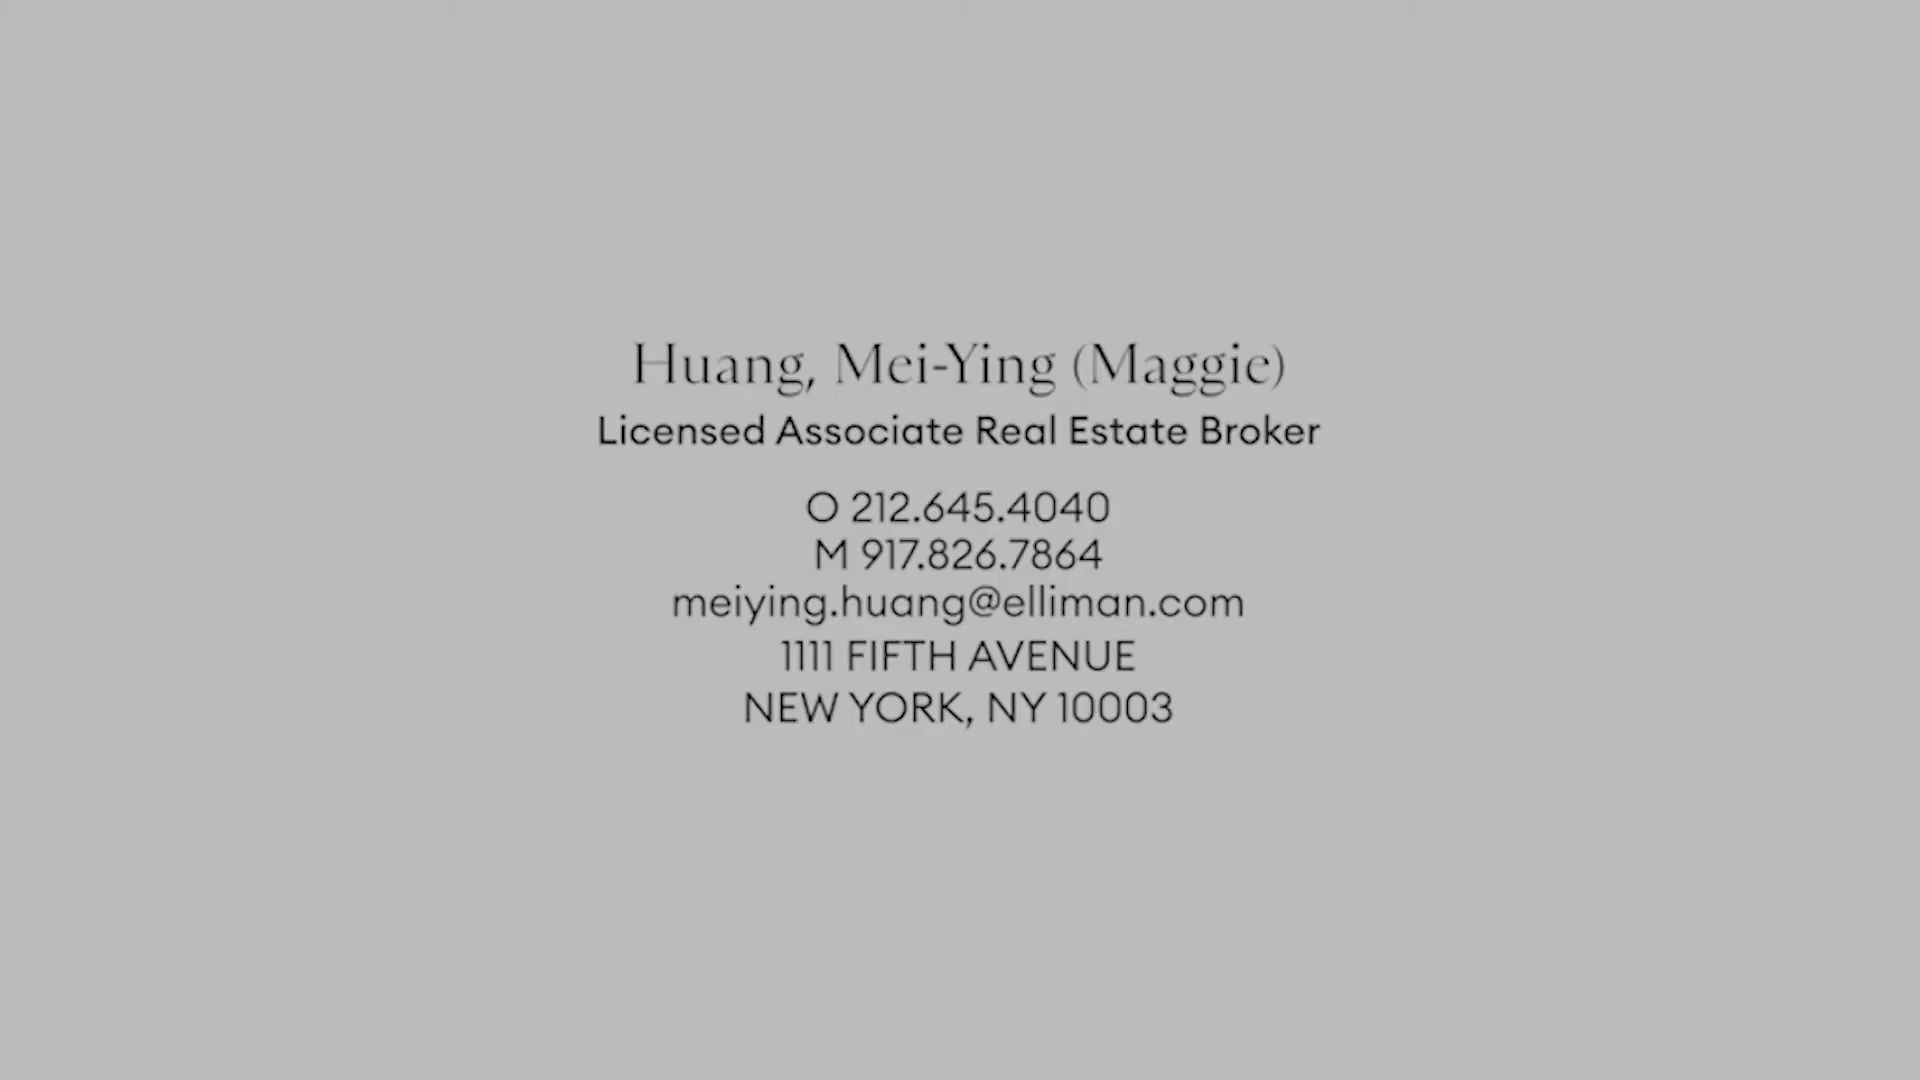 Huang, Mei-Ying (Maggie)
Licensed Associate Real Estate Broker
O 212.645.4040
M 917.826.7864
meiying.huang@elliman.com
1111 FIFTH AVENUE
NEW YORK, NY 10003